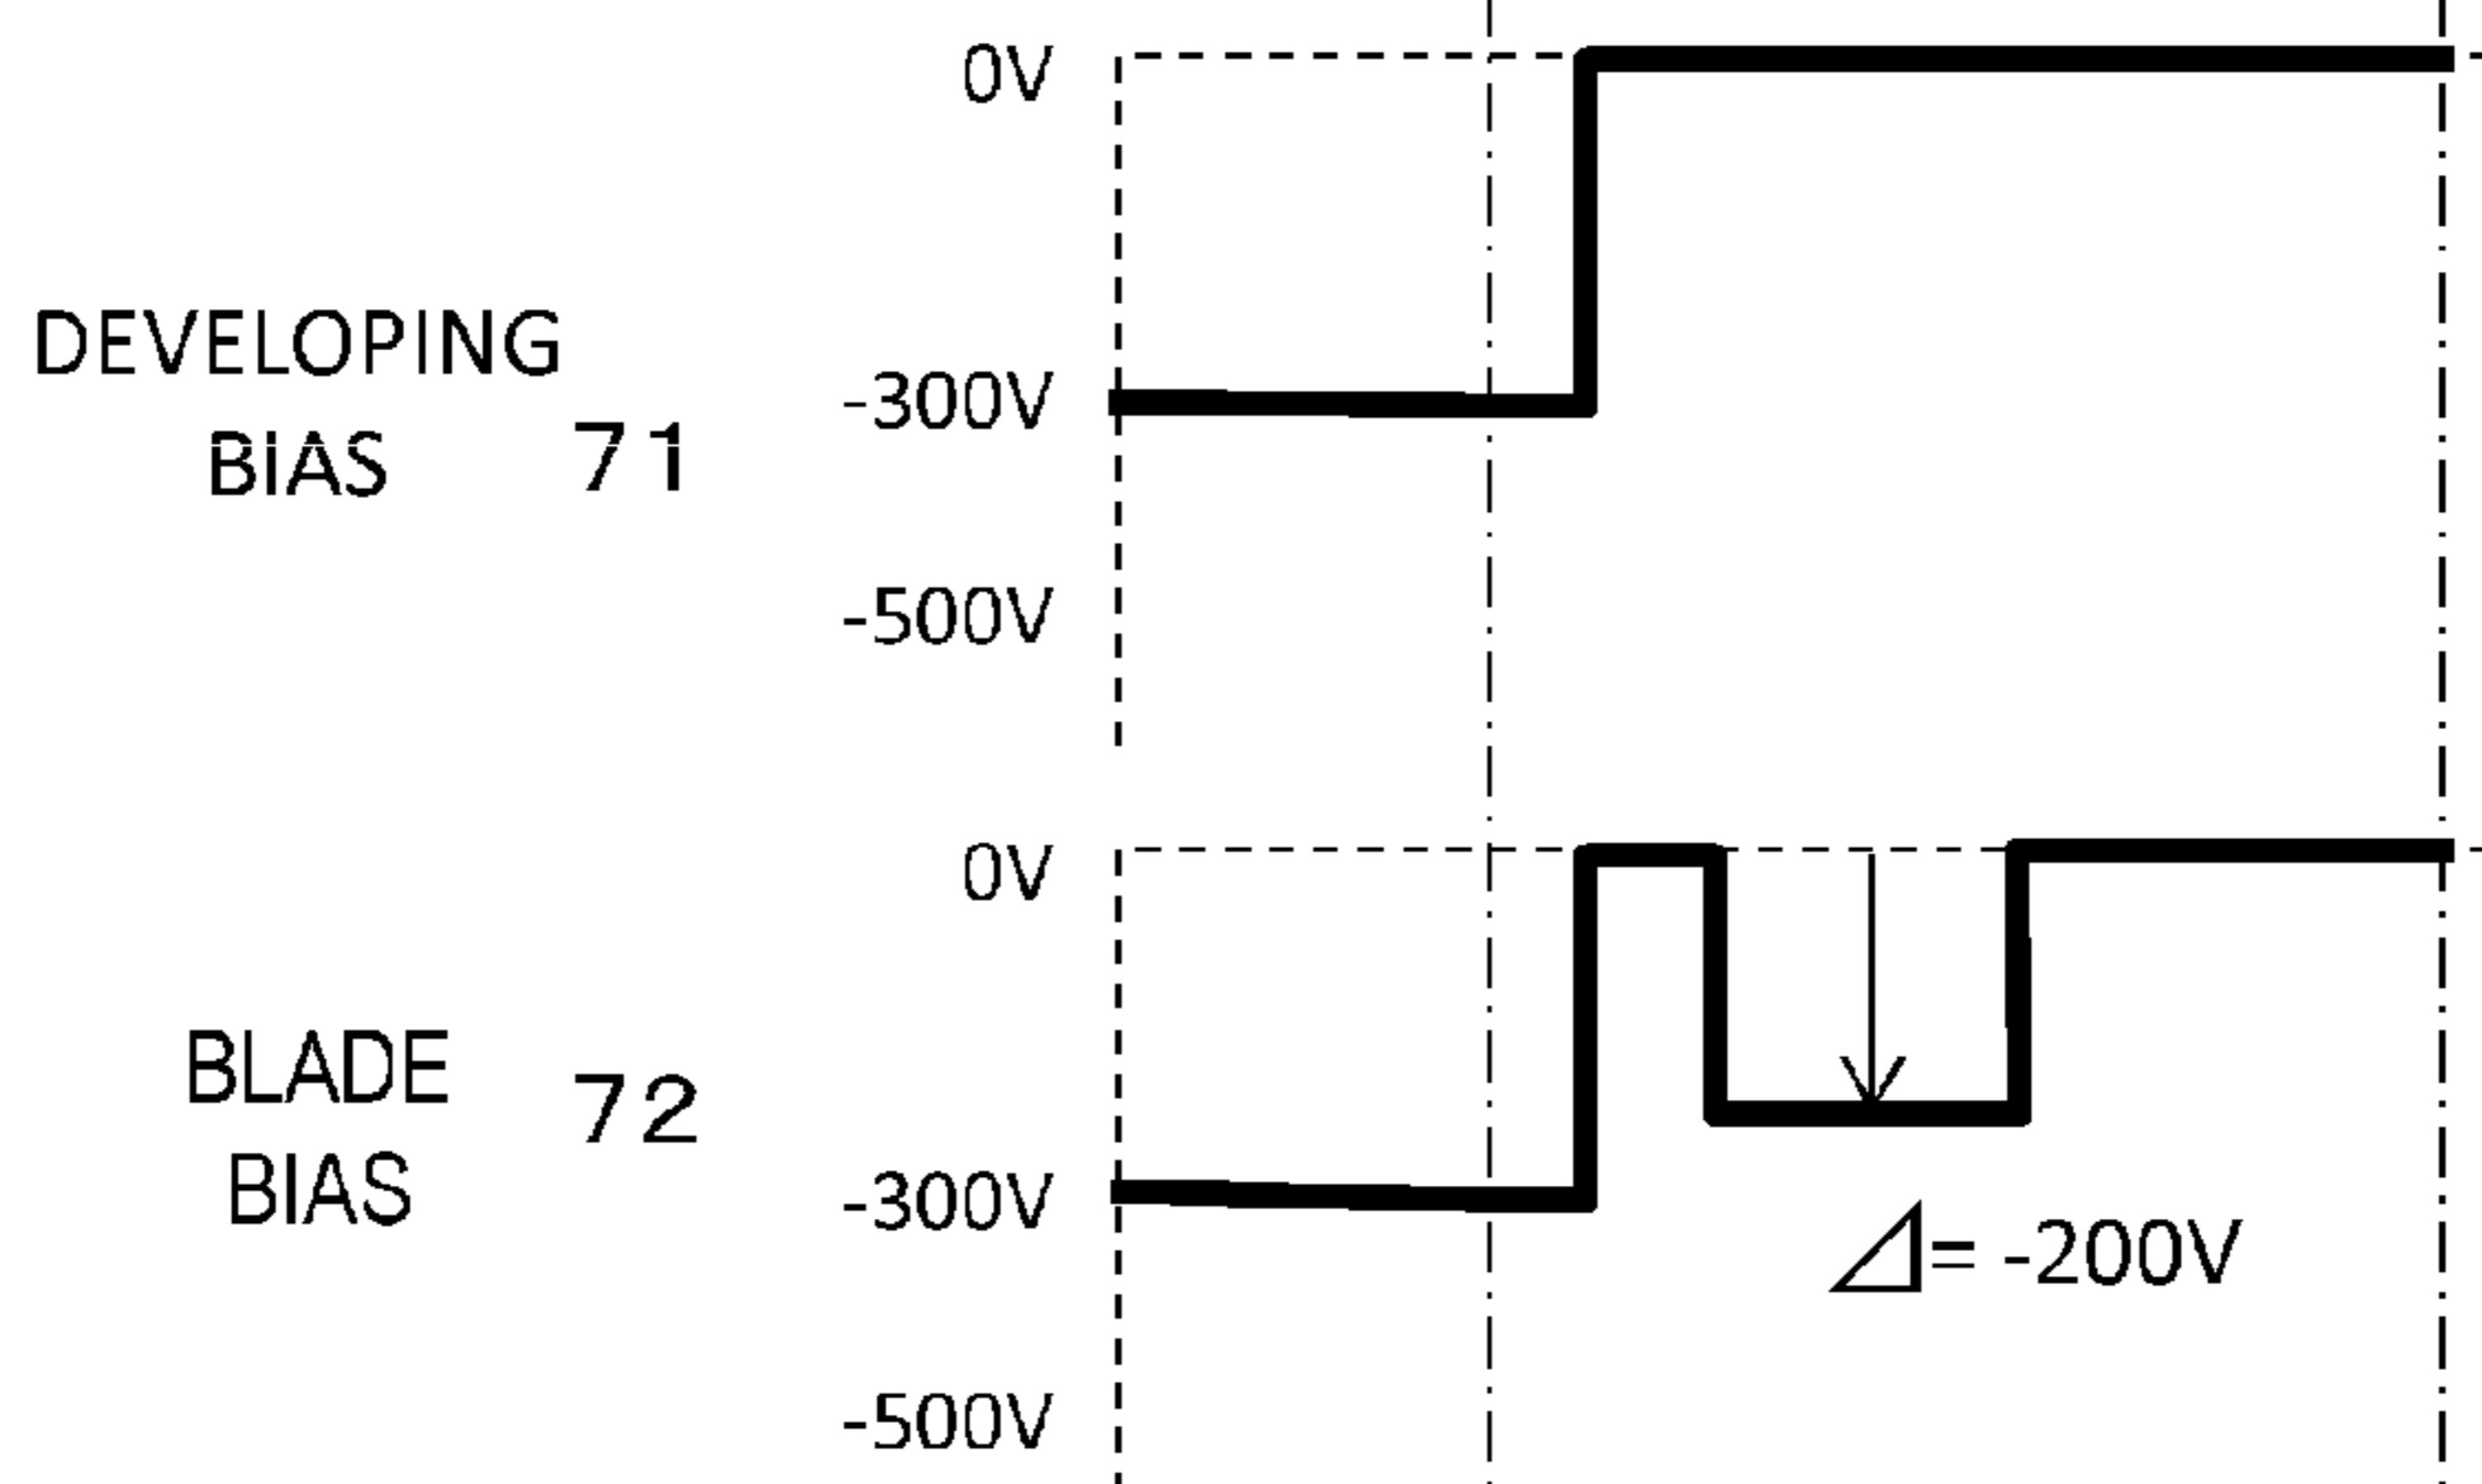 0V
-300V
DEVELOPING
BiAS 71
-500V
0V
BLADE
BIAS 72
-300V
⊿= -200V
-500V